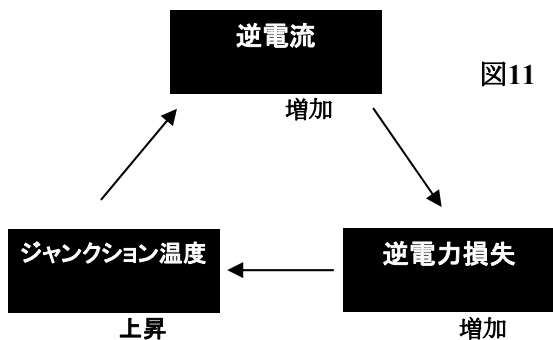 逆電流
図11
増加
ジャンクション温度
上昇
逆電力損失
増加